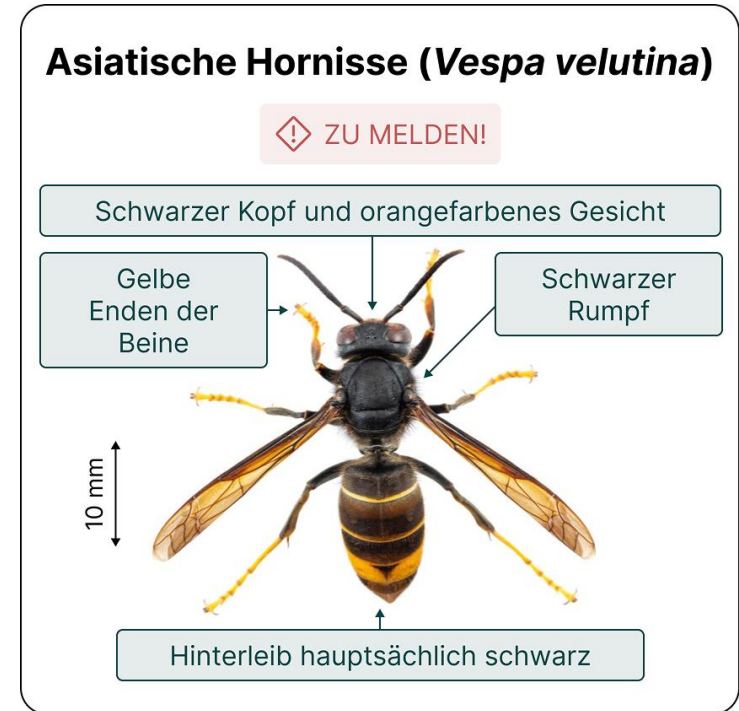 Asiatische Hornisse (Vespa velutina)
ZU MELDEN!
Schwarzer Kopf und orangefarbenes Gesicht
Gelbe
Enden der
Beine
Schwarzer
Rumpf
10 mm
Hinterleib hauptsächlich schwarz